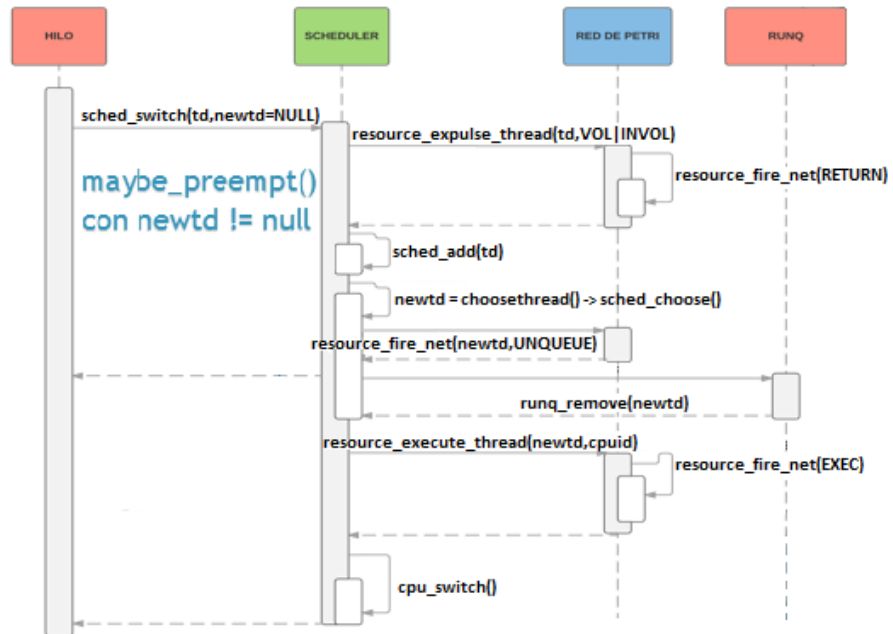 HILO
SCHEDULER
RED DE PETRI
RUNQ
sched_switch(td,newtd=NULL)
resource_expulse_thread(td,VOL|INVOL)
maybe_preempt()
con newtd != null
resource_fire_net(RETURN)
sched_add(td)
newtd = choosethread() -> sched_choose()
resource_fire_net(newtd,UNQUEUE)
runq_remove(newtd)
resource_execute_thread(newtd,cpuid)
resource_fire_net(EXEC)
cpu_switch()